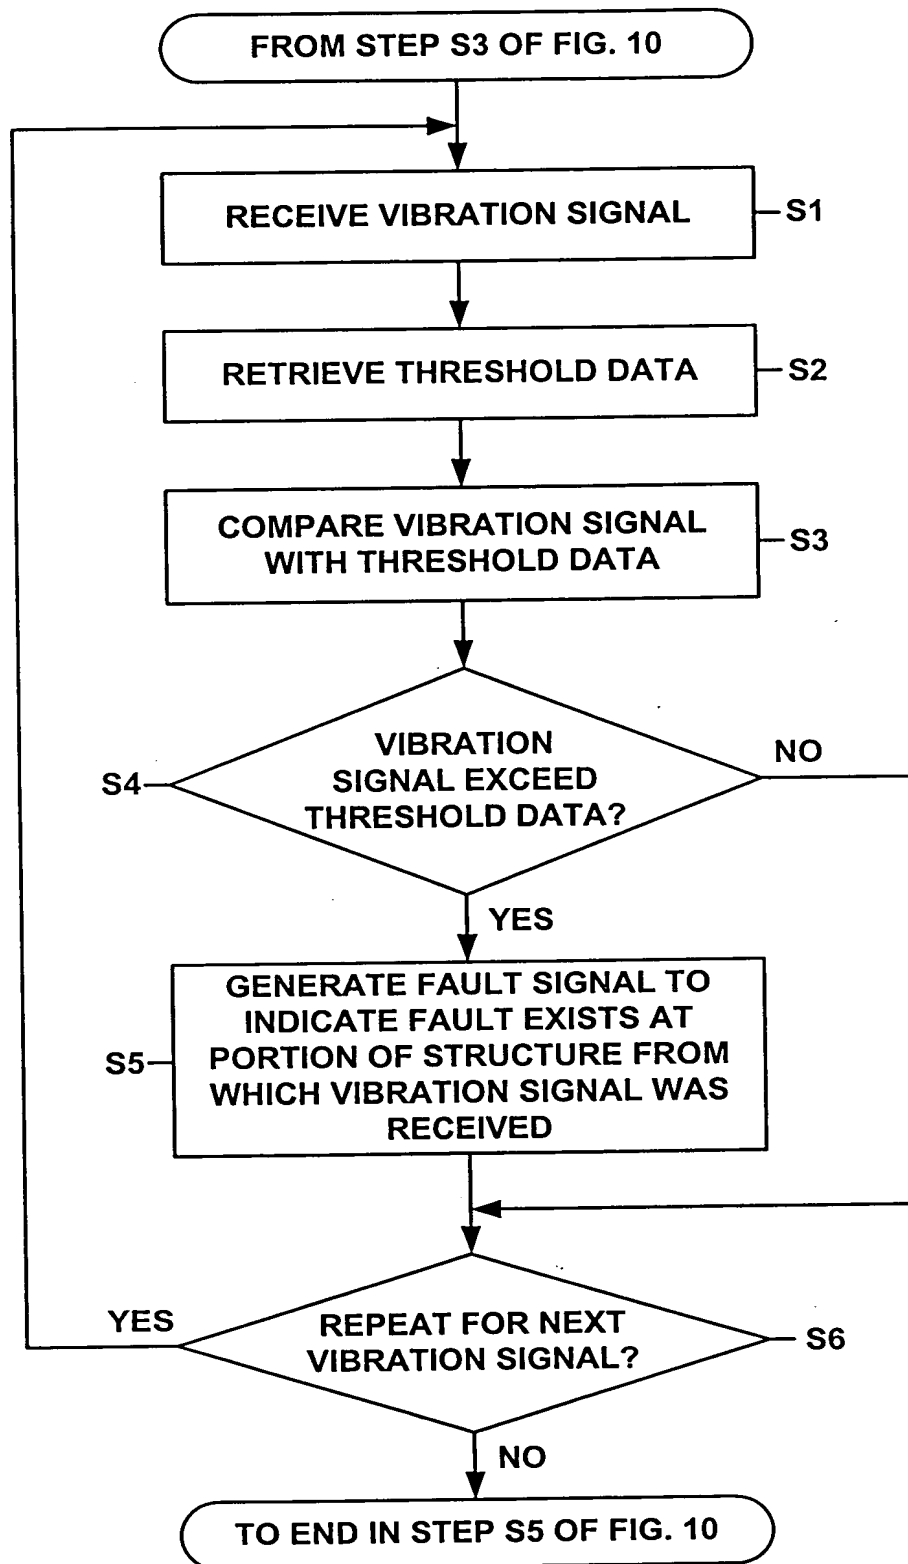 FROM STEP S3 OF FIG. 10
RECEIVE VIBRATION SIGNAL
S1
RETRIEVE THRESHOLD DATA
S2
COMPARE VIBRATION SIGNAL
WITH THRESHOLD DATA
S3
VIBRATION
SIGNAL EXCEED
THRESHOLD DATA?
S4
NO
YES
GENERATE FAULT SIGNAL TO
INDICATE FAULT EXISTS AT
PORTION OF STRUCTURE FROM
WHICH VIBRATION SIGNAL WAS
RECEIVED
S5
YES
REPEAT FOR NEXT
VIBRATION SIGNAL?
S6
NO
TO END IN STEP S5 OF FIG. 10